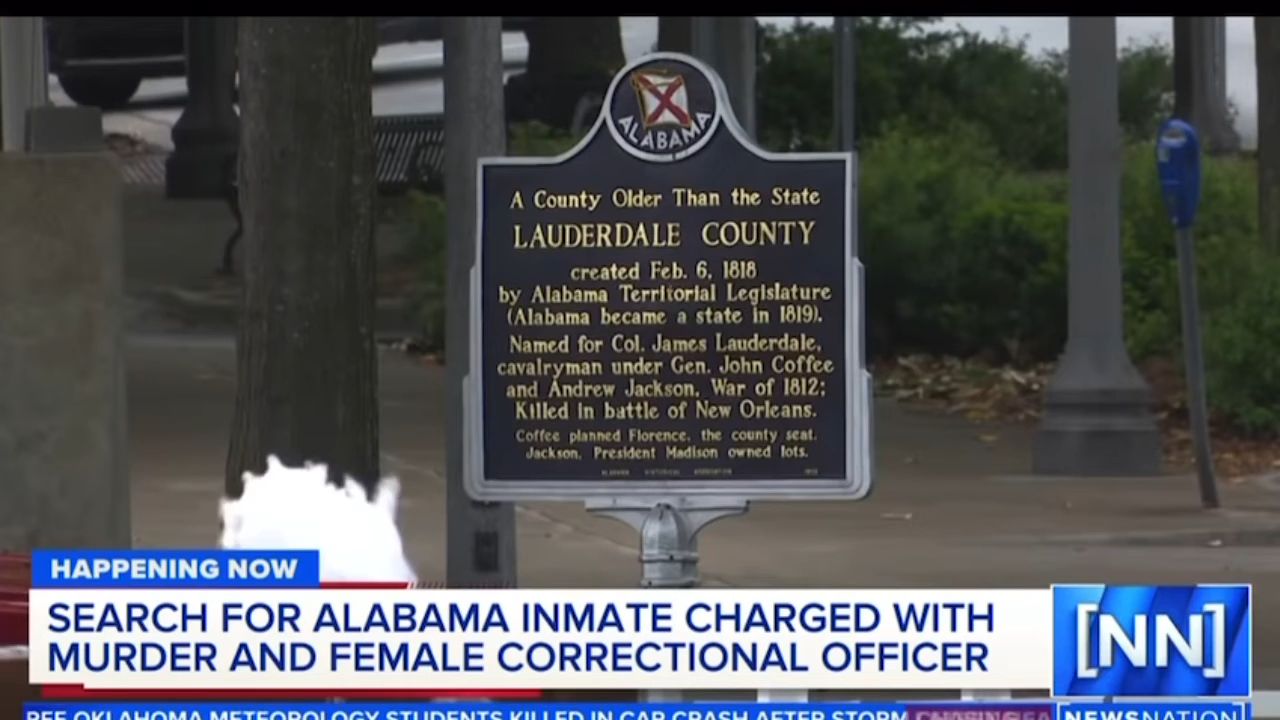 ALABAMA
A County Older Than the State
LAUDERDALE COUNTY
created Feb. 6, 1818
by Alabama Territorial Legislature
(Alabama became a state in 1819).
Named for Col. James Lauderdale,
cavalryman under Gen. John Coffee
and Andrew Jackson, War of 1812;
Killed in battle of New Orleans.
Coffee planned Florence, the county seat.
Jackson, President Madison owned lots.
ALABAMA HISTORICAL ASSOCIATION
HAPPENING NOW
SEARCH FOR ALABAMA INMATE CHARGED WITH
MURDER AND FEMALE CORRECTIONAL OFFICER
[NN]
OKLAHOMA METEOROLOGY STUDENTS KILLED IN CAR CRASH AFTER STORM
NEWSNATION